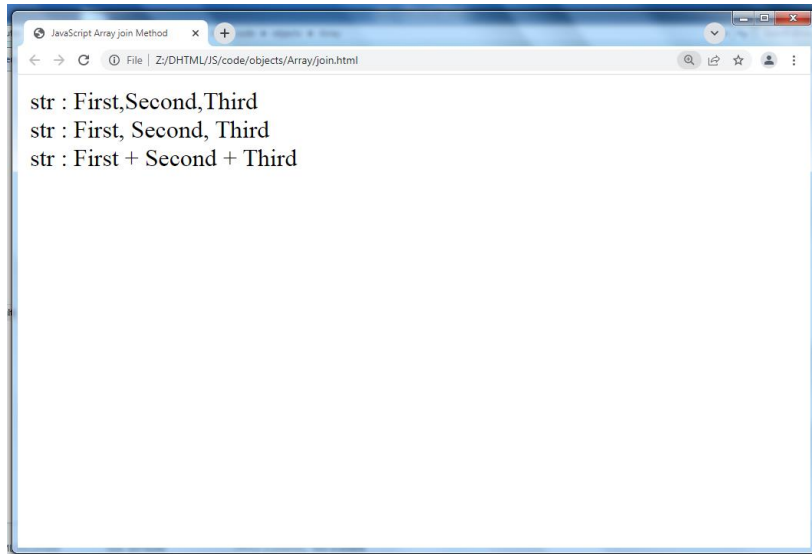 JavaScript Array join Method
File Z:/DHTML/JS/code/objects/Array/join.html
str : First,Second,Third
str : First, Second, Third
str : First + Second + Third